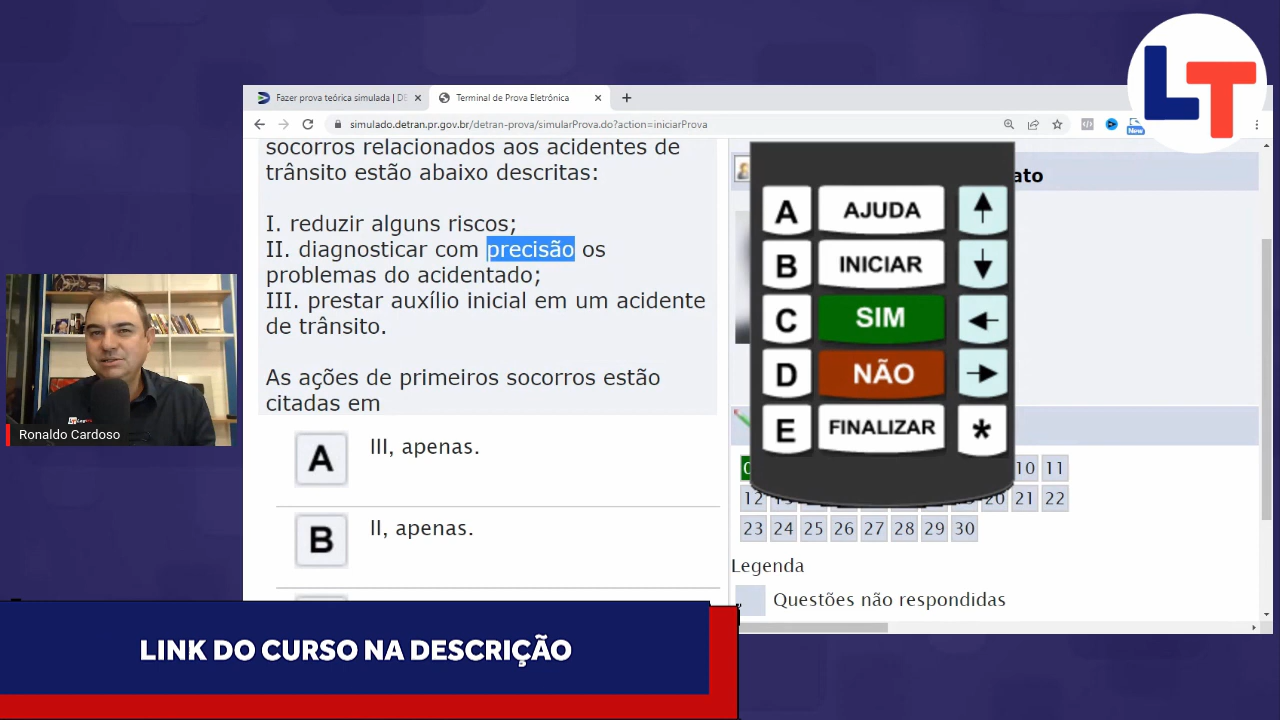 LT
Fazer prova teórica simulada | DE
Terminal de Prova Eletrônica
simulado.detran.pr.gov.br/detran-prova/simularProva.do?action=iniciarProva
New
socorros relacionados aos acidentes de
trânsito estão abaixo descritas:
I. reduzir alguns riscos;
II. diagnosticar com precisão os
problemas do acidentado;
III. prestar auxílio inicial em um acidente
de trânsito.
As ações de primeiros socorros estão
citadas em
A III, apenas.
B II, apenas.
ato
A AJUDA
B INICIAR
C SIM
D NÃO
E FINALIZAR *
10 11
12 20 21 22
23 24 25 26 27 28 29 30
Legenda
Questões não respondidas
Ronaldo Cardoso
LINK DO CURSO NA DESCRIÇÃO